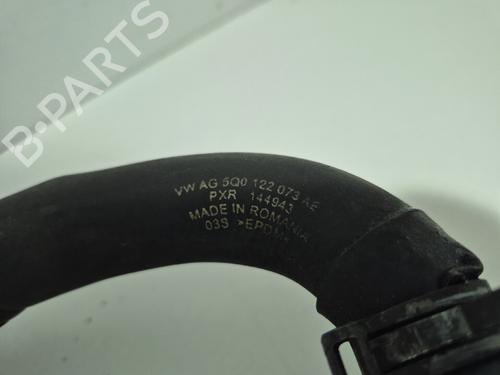 B-PARTS
VW AG 5Q0 122 073 AE
PXR 144943
MADE IN ROMANIA
03S >EPDM<